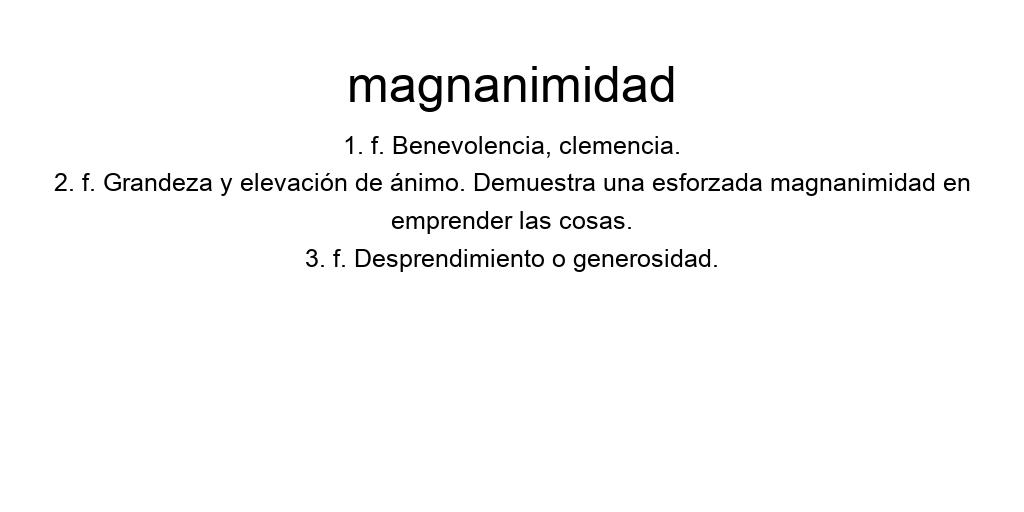 magnanimidad
1. f. Benevolencia, clemencia.
2. f. Grandeza y elevación de ánimo. Demuestra una esforzada magnanimidad en
emprender las cosas.
3. f. Desprendimiento o generosidad.